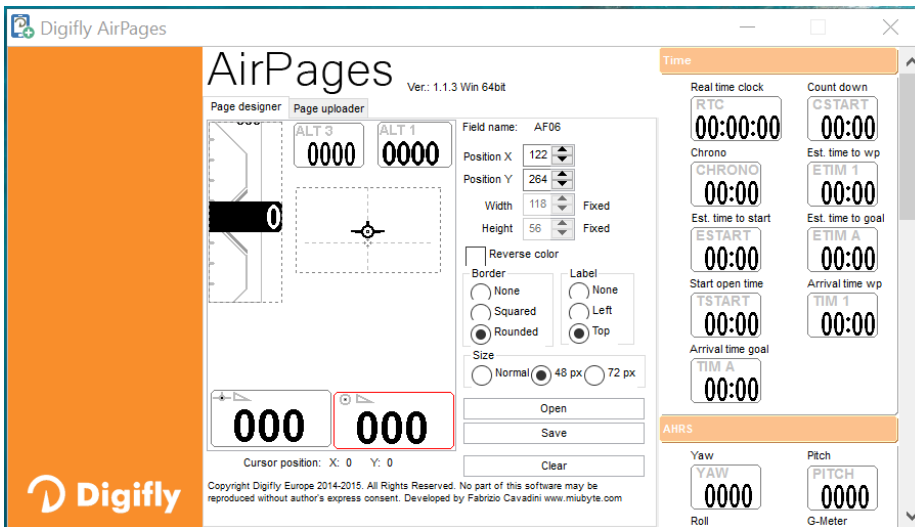 Digifly AirPages
AirPages
Ver.: 1.1.3 Win 64bit
Page designer
Page uploader
ALT 3
0000
ALT 1
0000
0
000
000
Cursor position: X: 0 Y: 0
Field name: AF06
Position X 122
Position Y 264
Width 118 Fixed
Height 56 Fixed
Reverse color
Border
None
Squared
Rounded
Label
None
Left
Top
Size
Normal 48 px 72 px
Open
Save
Clear
Copyright Digifly Europe 2014-2015. All Rights Reserved. No part of this software may be
reproduced without author's express consent. Developed by Fabrizio Cavadini www.miubyte.com
Digifly
Time
Real time clock
RTC
00:00:00
Count down
CSTART
00:00
Chrono
CHRONO
00:00
Est. time to wp
ETIM 1
00:00
Est. time to start
ESTART
00:00
Est. time to goal
ETIM A
00:00
Start open time
TSTART
00:00
Arrival time wp
TIM 1
00:00
Arrival time goal
TIM A
00:00
AHRS
Yaw
YAW
0000
Pitch
PITCH
0000
Roll
G-Meter